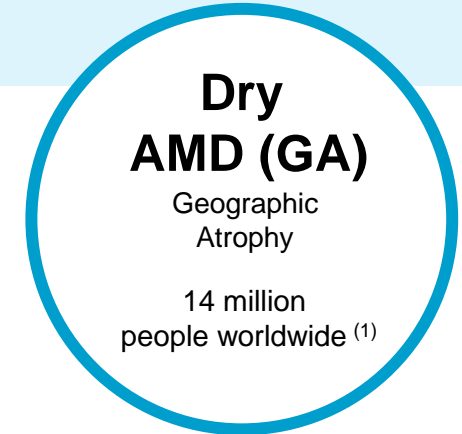 Dry
AMD (GA)
Geographic
Atrophy
14 million
people worldwide (1)